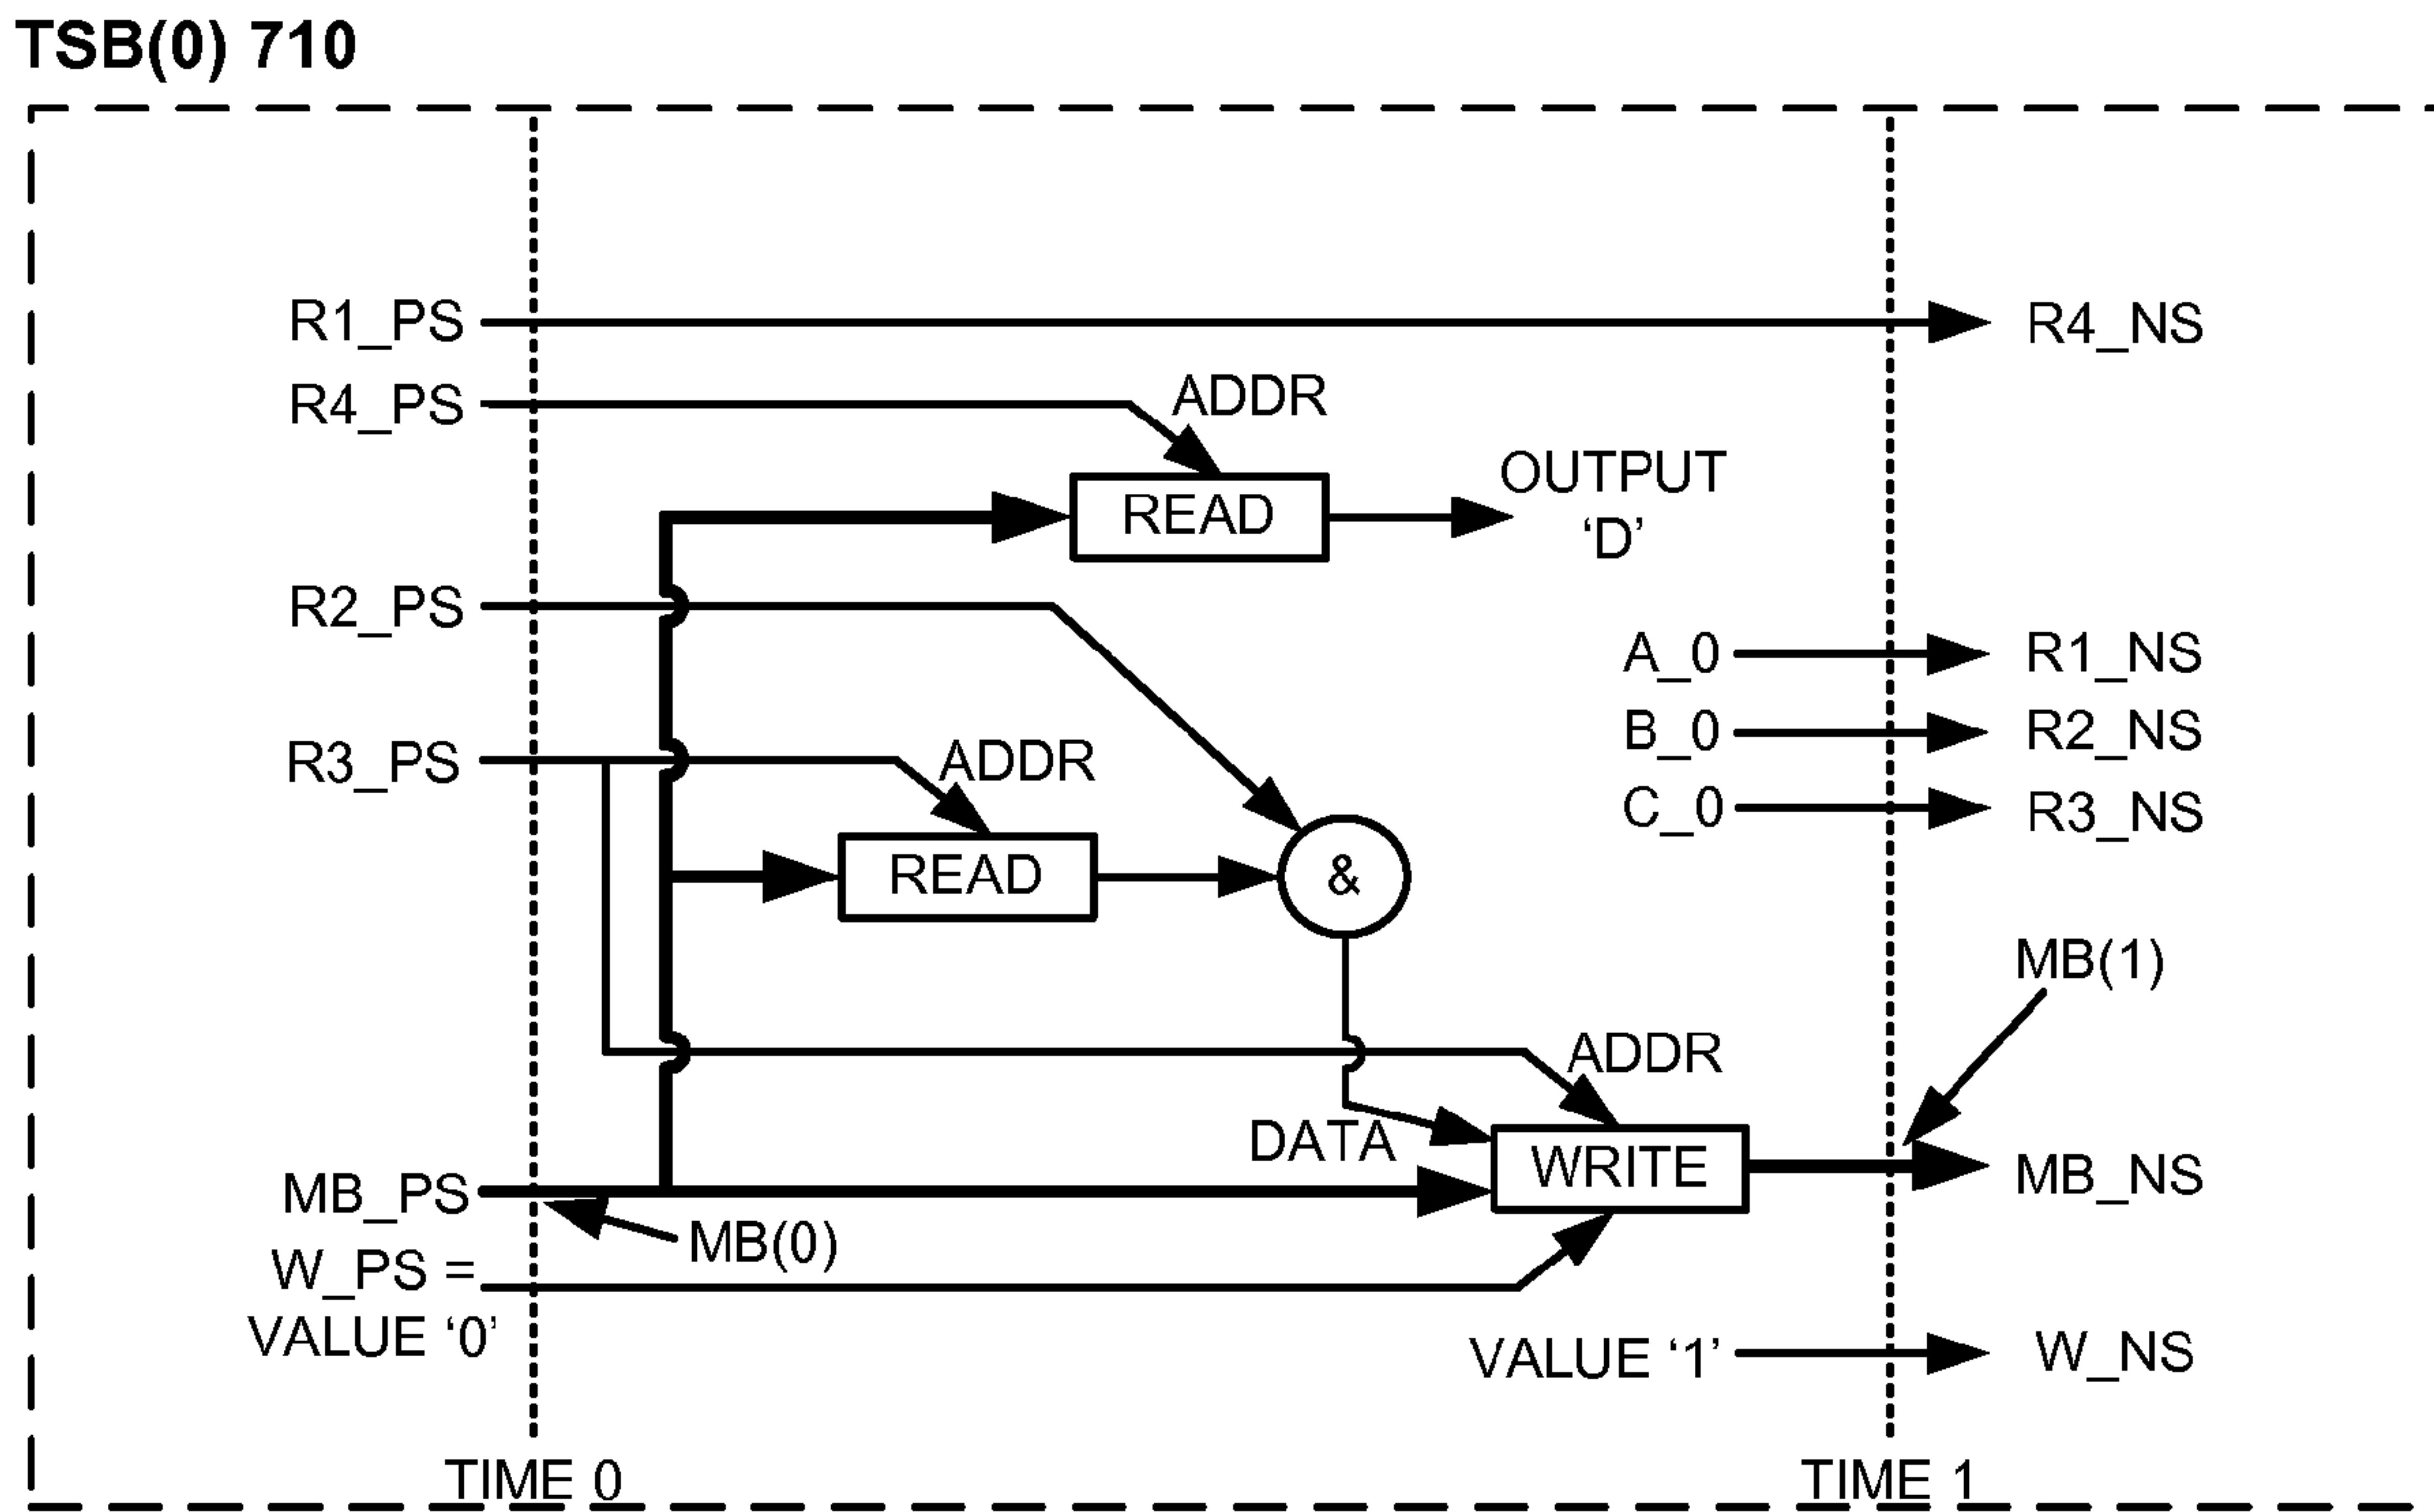 TSB(0) 710
R1_PS
R4_NS
R4_PS
ADDR
READ
OUTPUT
‘D’
R2_PS
A_0
R1_NS
B_0
R2_NS
R3_PS
ADDR
C_0
R3_NS
READ
&
MB(1)
ADDR
DATA
WRITE
MB_PS
MB_NS
MB(0)
W_PS =
VALUE ‘0’
VALUE ‘1’
W_NS
TIME 0
TIME 1